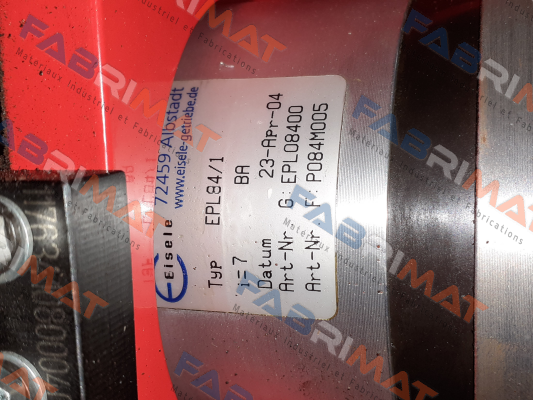 Eisele
72459 Albstadt
www.eisele-getriebe.de
Typ EPL84/1
i=7 BA
Datum 23-Apr-04
Art-Nr G: EPL08400
Art-Nr F: P084M005
FABRIMAT
Matériaux Industriel et Fabrications